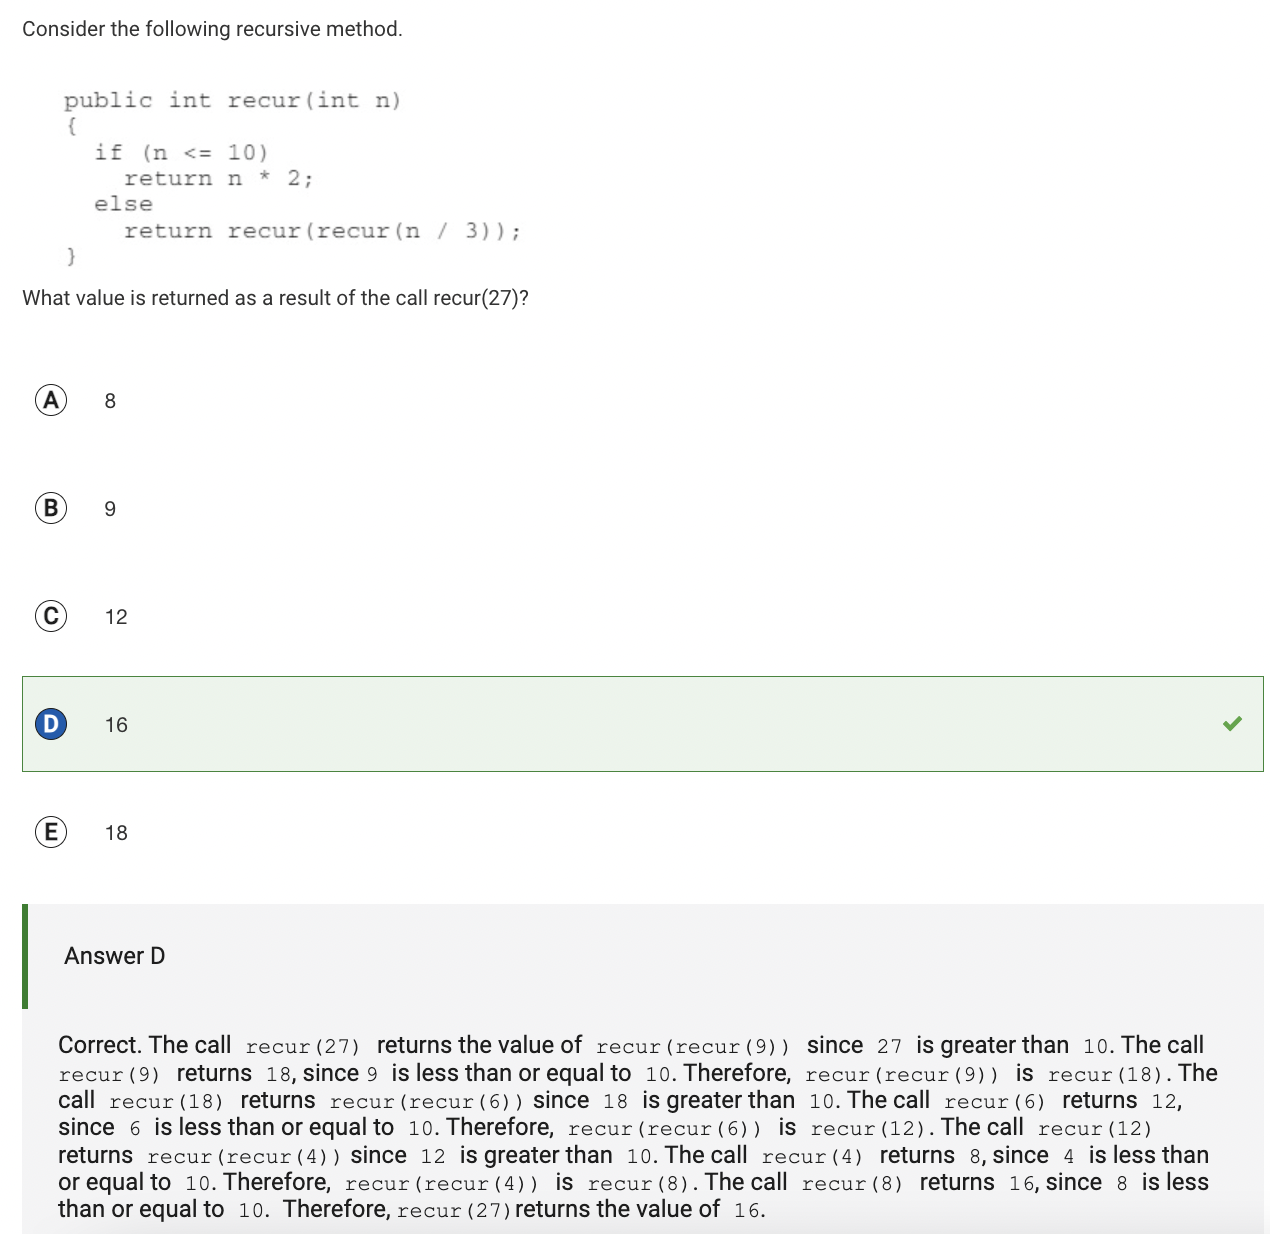 Consider the following recursive method.
public int recur(int n)
{
if (n <= 10)
return n * 2;
else
return recur(recur(n / 3));
}
What value is returned as a result of the call recur(27)?
A 8
B 9
C 12
D 16
E 18
Answer D
Correct. The call recur(27) returns the value of recur(recur(9)) since 27 is greater than 10. The call
recur(9) returns 18, since 9 is less than or equal to 10. Therefore, recur(recur(9)) is recur(18). The
call recur(18) returns recur(recur(6)) since 18 is greater than 10. The call recur(6) returns 12,
since 6 is less than or equal to 10. Therefore, recur(recur(6)) is recur(12). The call recur(12)
returns recur(recur(4)) since 12 is greater than 10. The call recur(4) returns 8, since 4 is less than
or equal to 10. Therefore, recur(recur(4)) is recur(8). The call recur(8) returns 16, since 8 is less
than or equal to 10. Therefore, recur(27) returns the value of 16.